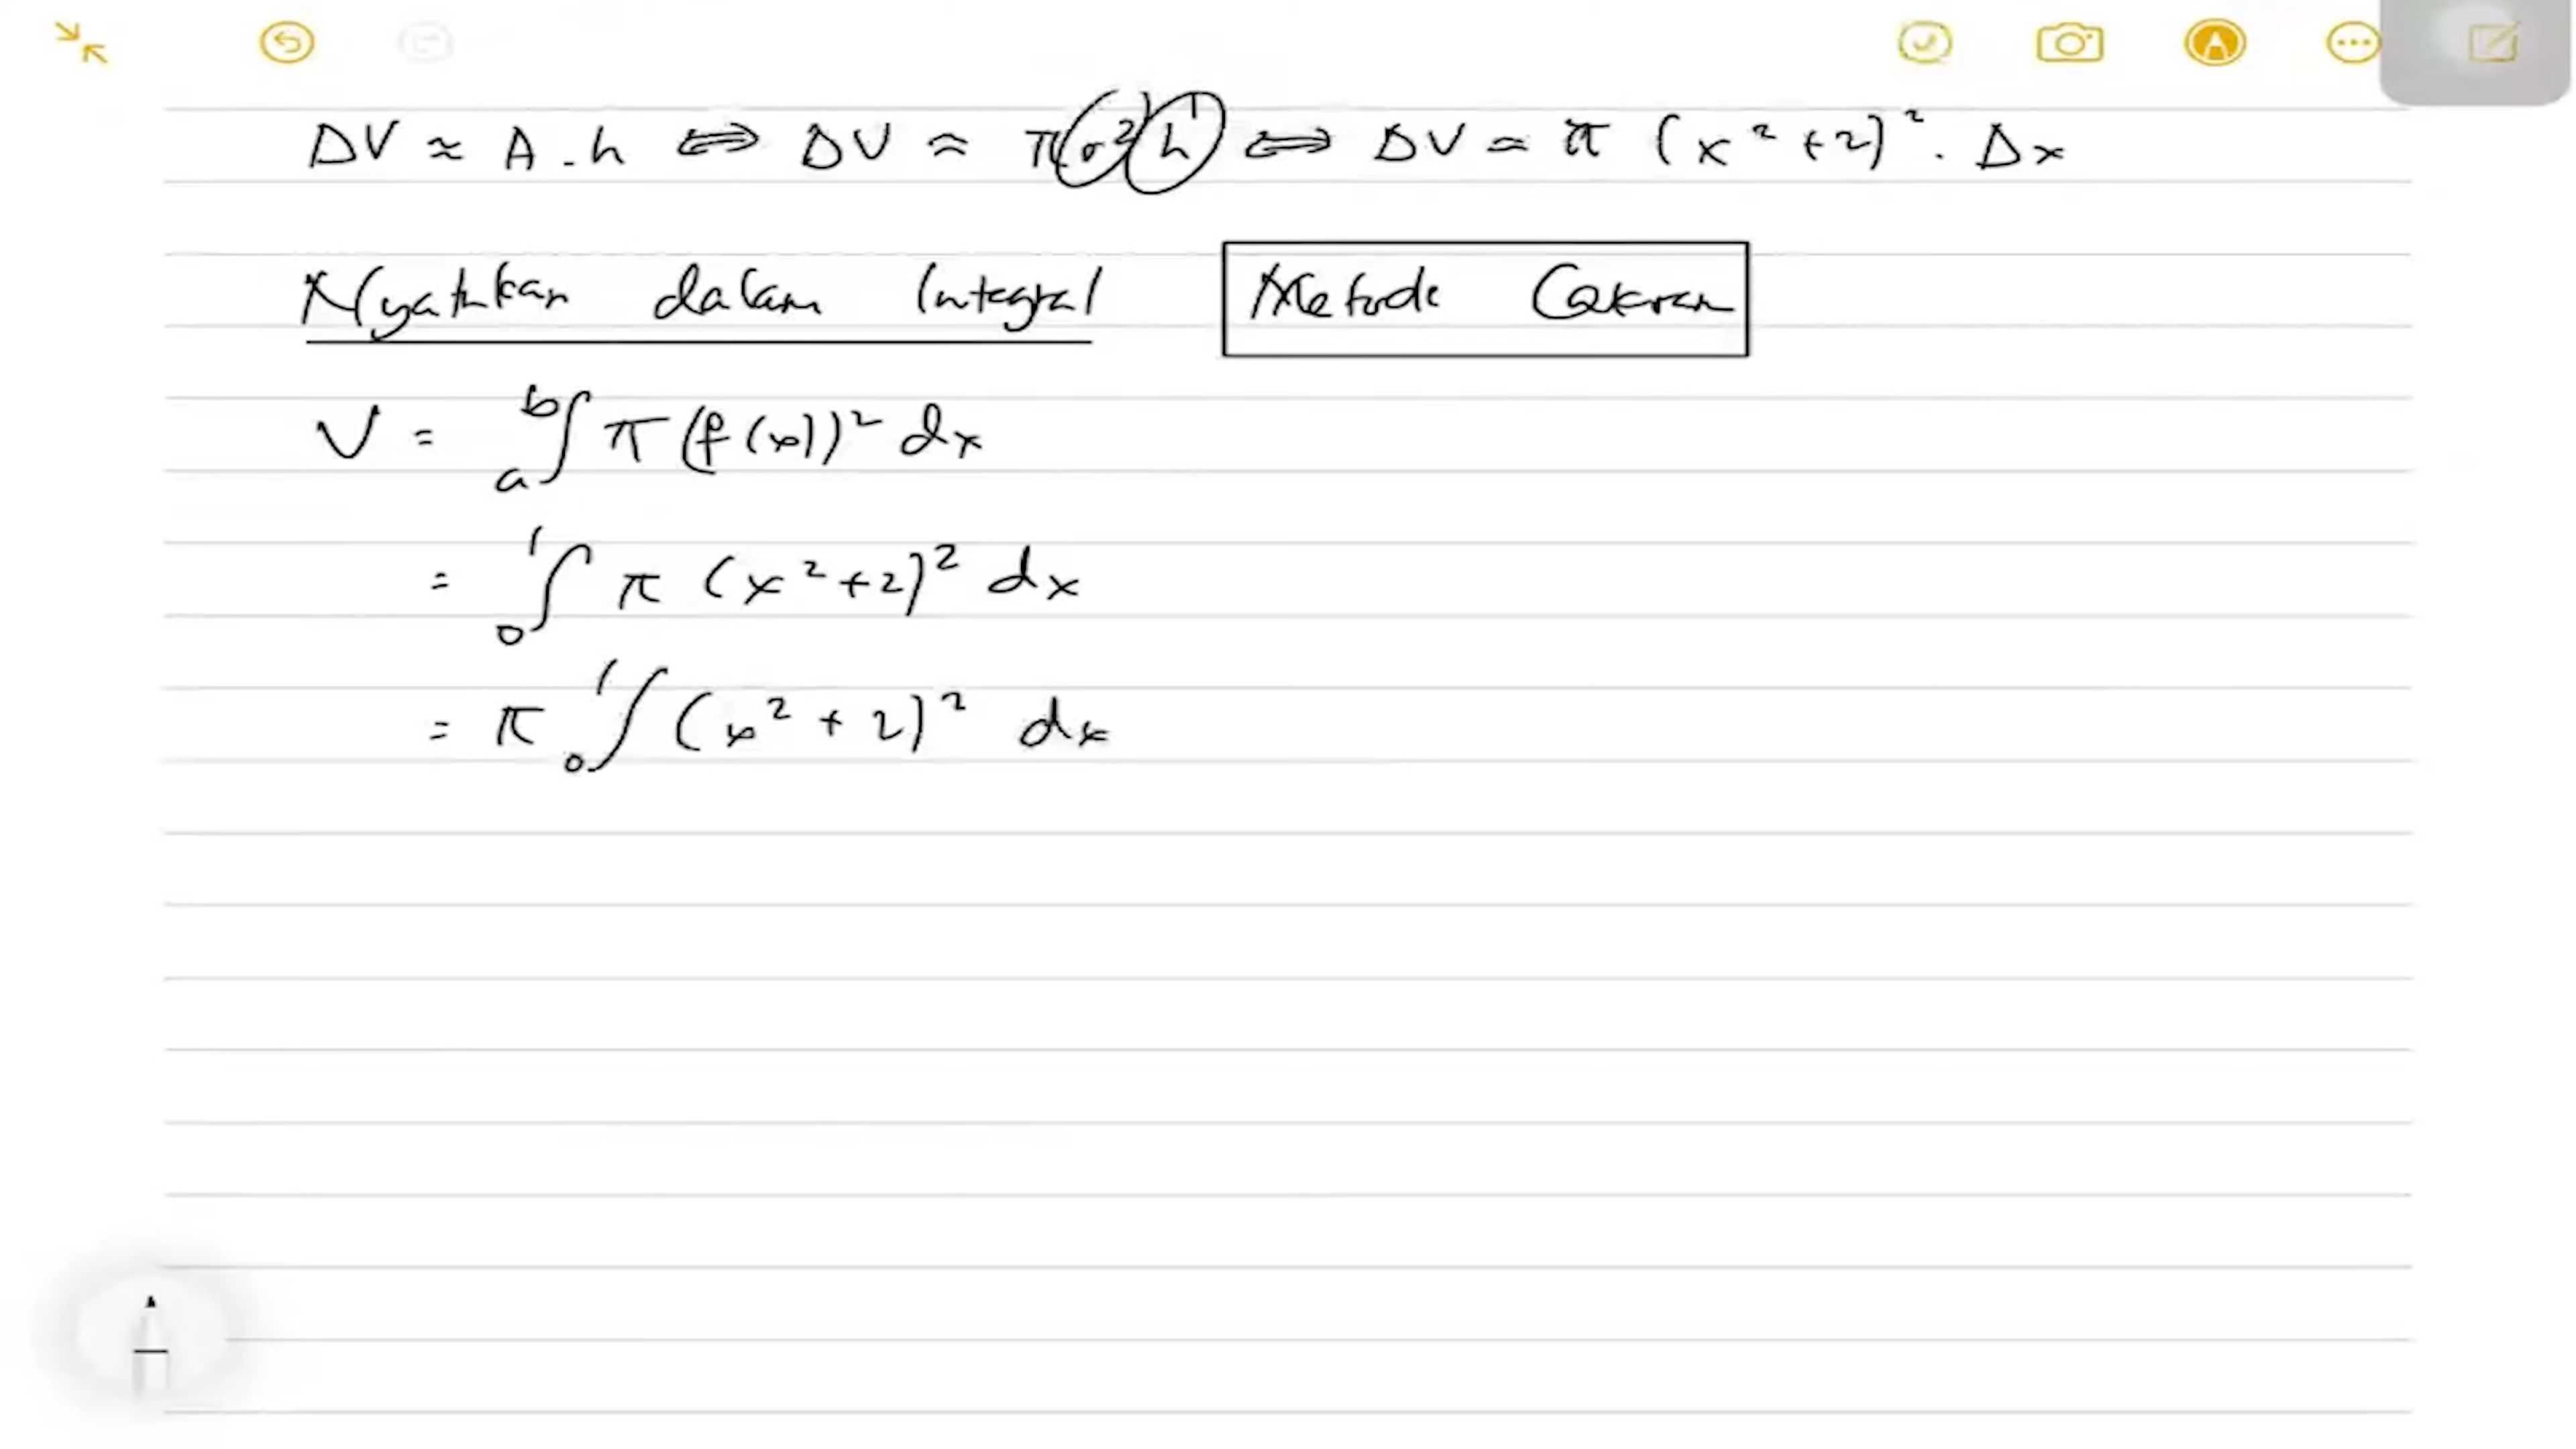 ΔV ≈ A . h ⇔ ΔV ≈ π r² h ⇔ ΔV ≈ π (x² + 2)² . Δx
Nyatakan dalam Integral Metode Cakram
V = ₐᵇ∫ π (f(x))² dx
= ₀¹∫ π (x² + 2)² dx
= π ₀¹∫ (x² + 2)² dx